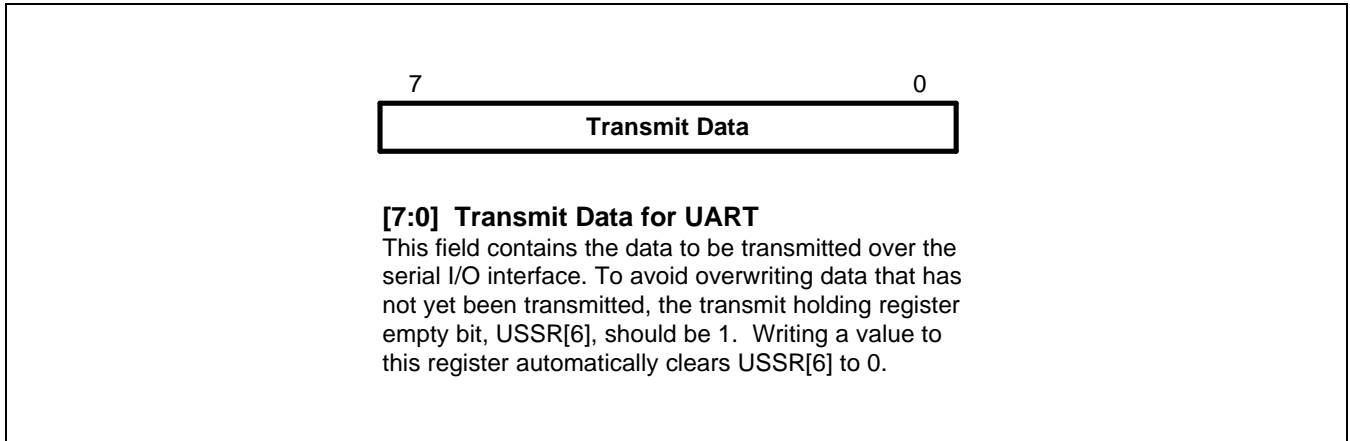 7 0
Transmit Data
[7:0] Transmit Data for UART
This field contains the data to be transmitted over the
serial I/O interface. To avoid overwriting data that has
not yet been transmitted, the transmit holding register
empty bit, USSR[6], should be 1. Writing a value to
this register automatically clears USSR[6] to 0.